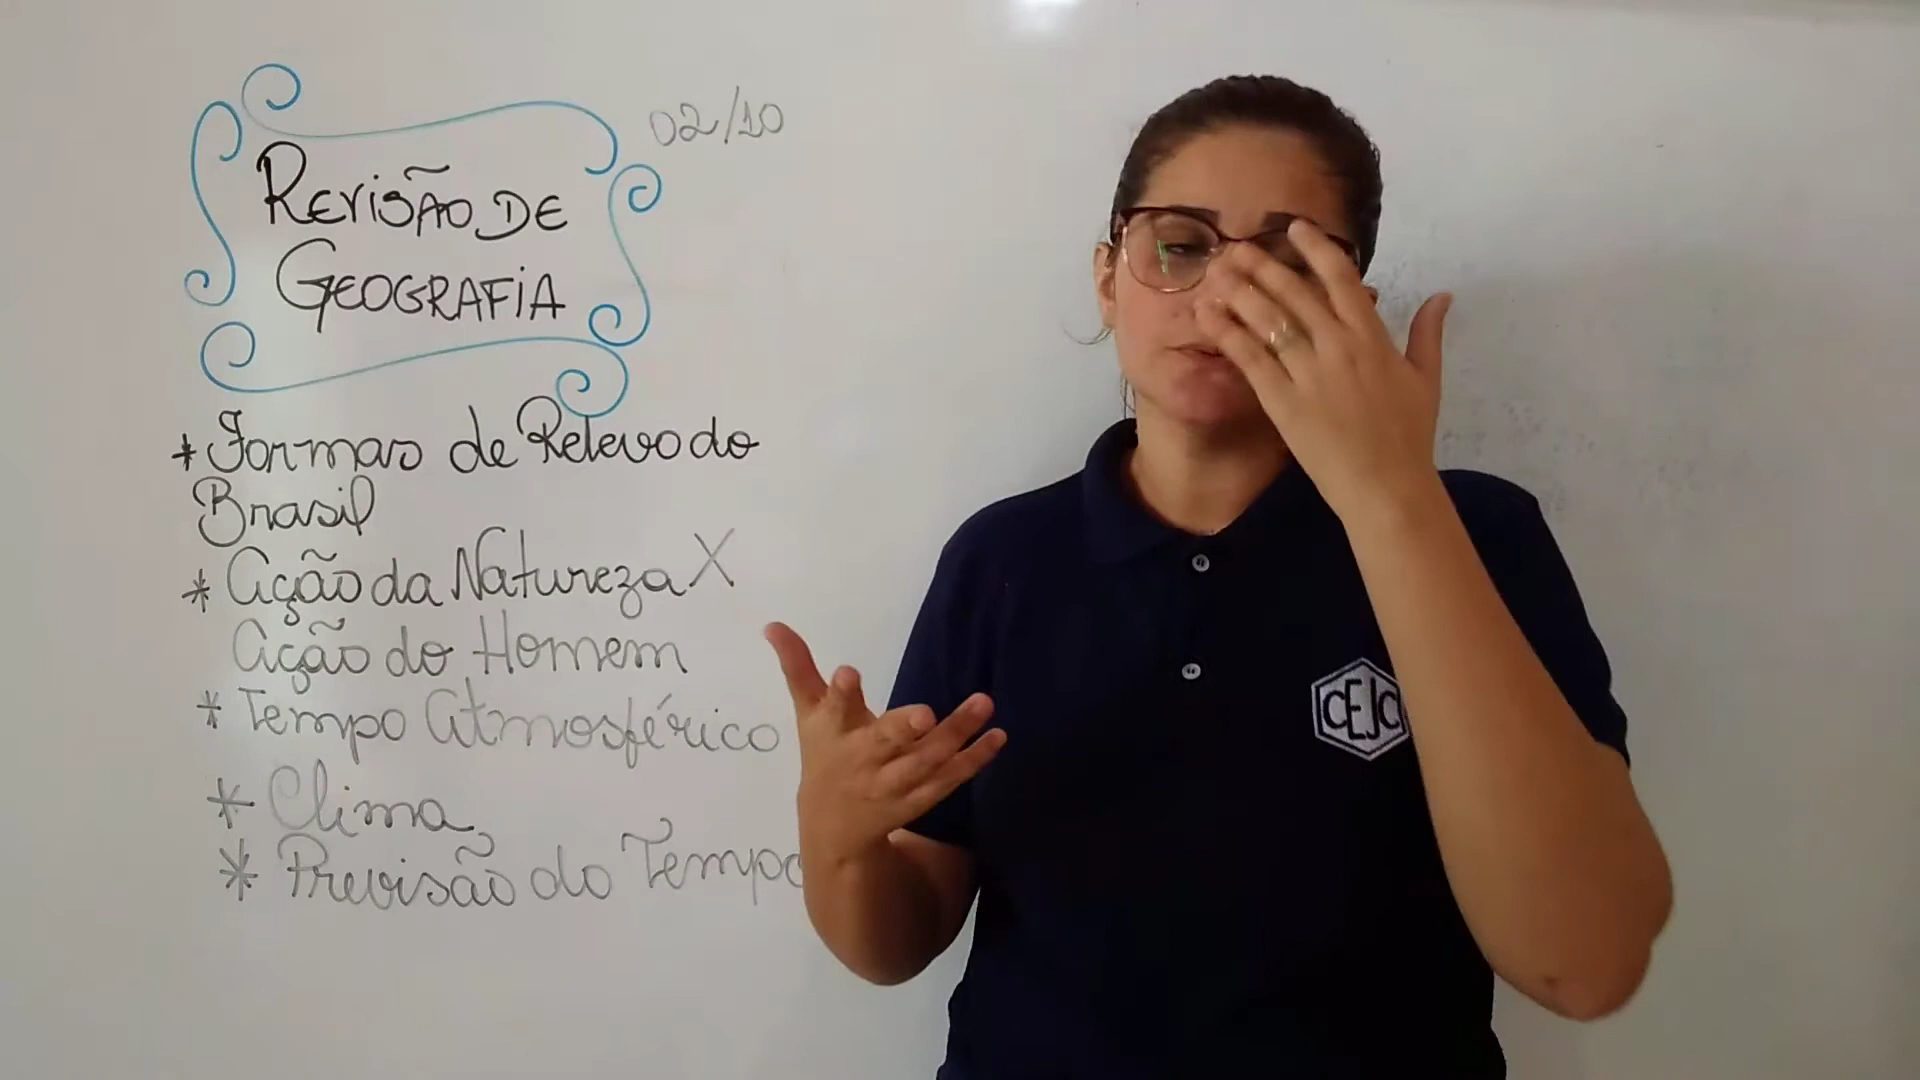 02/10
REVISÃO DE
GEOGRAFIA
* Formas de Relevo do
Brasil
* Ação da Natureza X
Ação do Homem
* Tempo Atmosférico
* Clima,
* Previsão do Tempo
CEJC